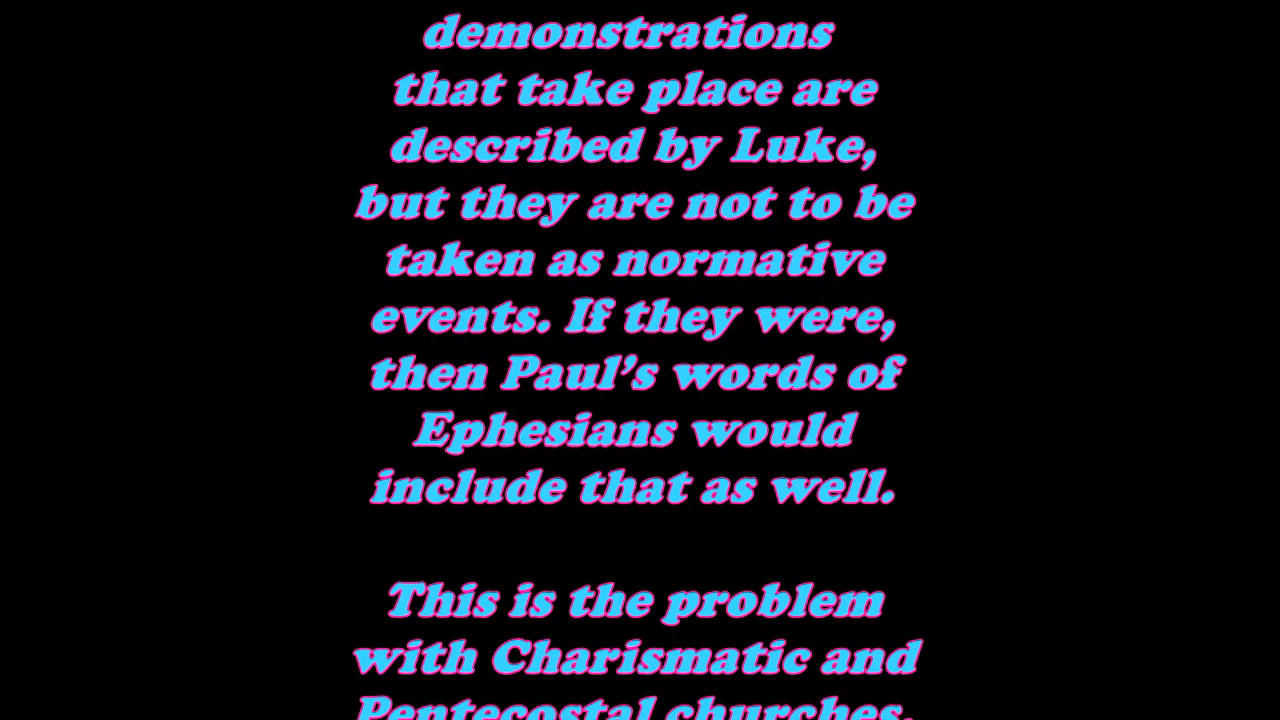 demonstrations
that take place are
described by Luke,
but they are not to be
taken as normative
events. If they were,
then Paul’s words of
Ephesians would
include that as well.
This is the problem
with Charismatic and
Pentecostal churches.